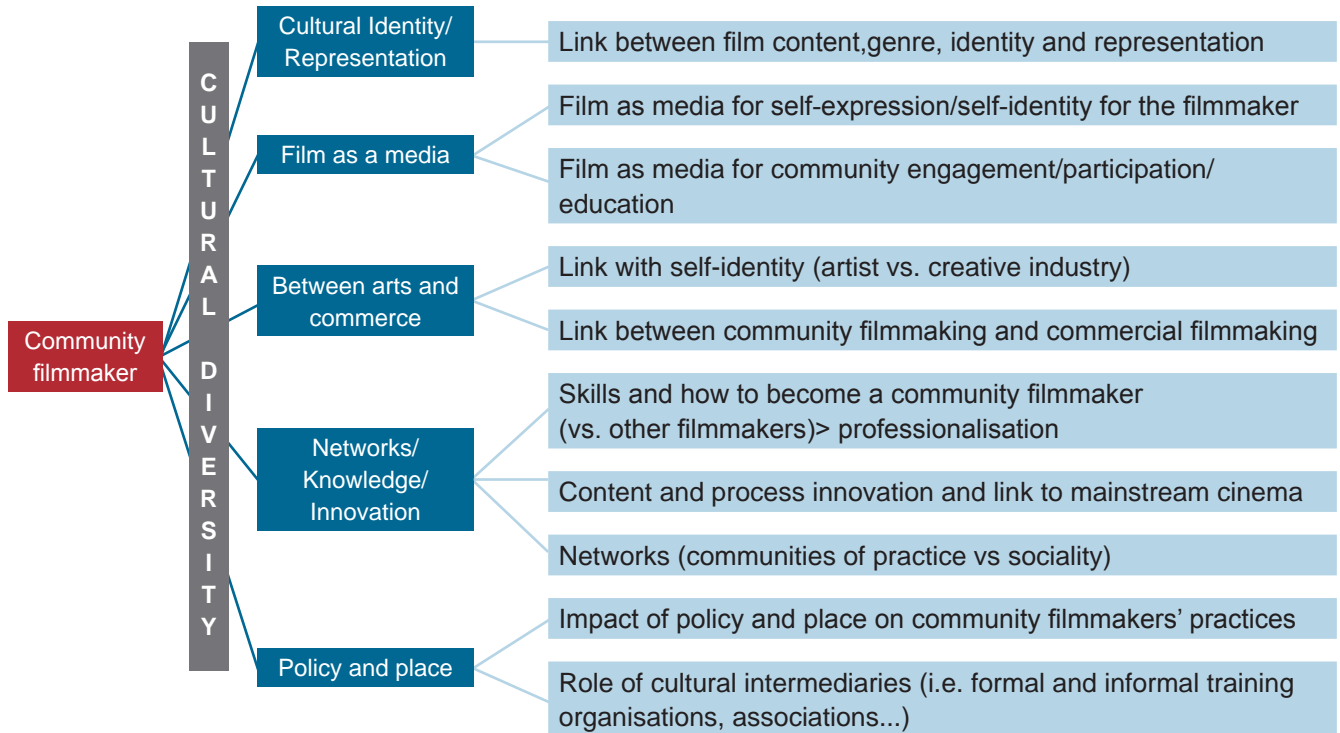 Community
filmmaker
CULTURAL DIVERSITY
Cultural Identity/
Representation
Link between film content,genre, identity and representation
Film as a media
Film as media for self-expression/self-identity for the filmmaker
Film as media for community engagement/participation/
education
Between arts and
commerce
Link with self-identity (artist vs. creative industry)
Link between community filmmaking and commercial filmmaking
Networks/
Knowledge/
Innovation
Skills and how to become a community filmmaker
(vs. other filmmakers)> professionalisation
Content and process innovation and link to mainstream cinema
Networks (communities of practice vs sociality)
Policy and place
Impact of policy and place on community filmmakers’ practices
Role of cultural intermediaries (i.e. formal and informal training
organisations, associations...)